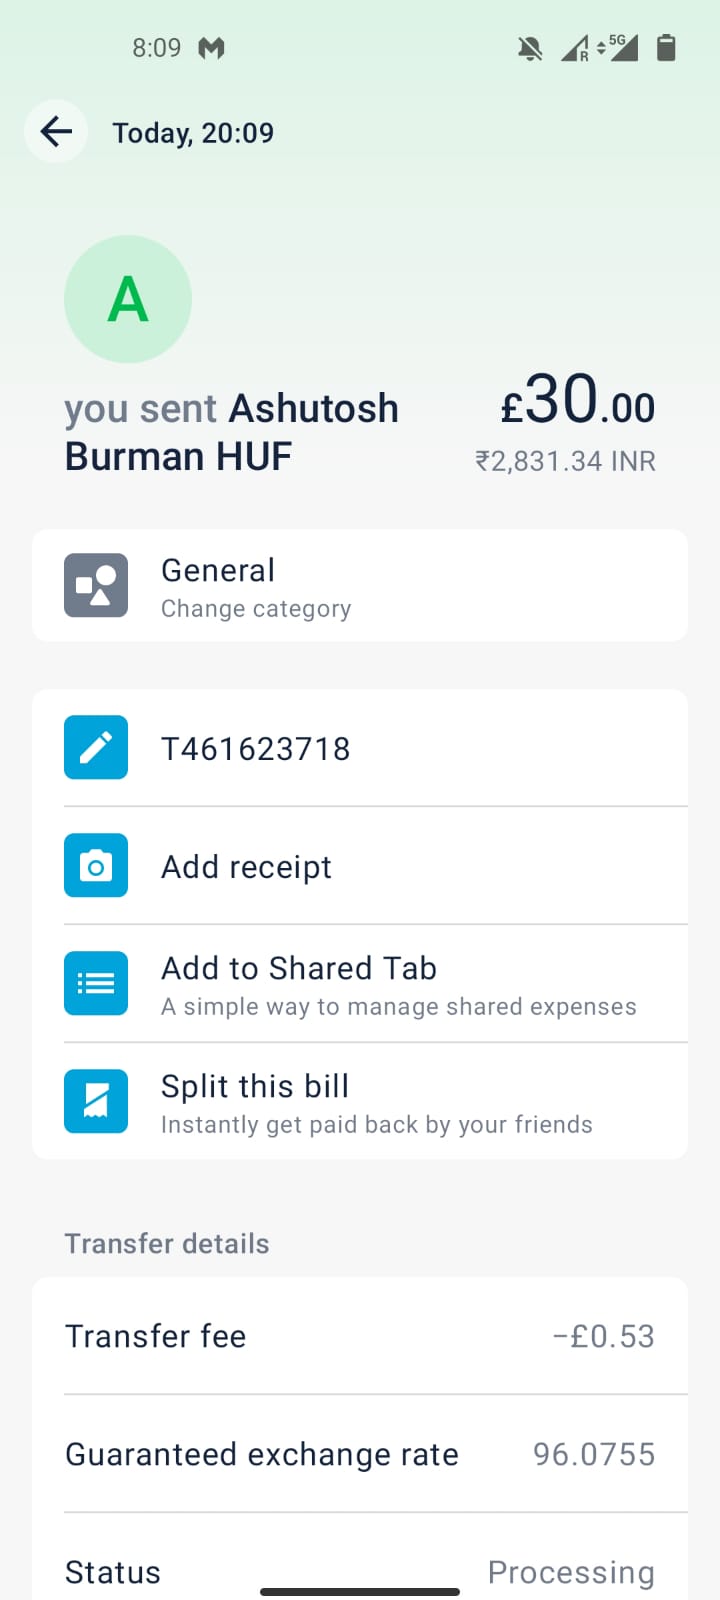 8:09
R
5G
Today, 20:09
A
you sent Ashutosh
Burman HUF
£30.00
₹2,831.34 INR
General
Change category
T461623718
Add receipt
Add to Shared Tab
A simple way to manage shared expenses
Split this bill
Instantly get paid back by your friends
Transfer details
Transfer fee
−£0.53
Guaranteed exchange rate
96.0755
Status
Processing